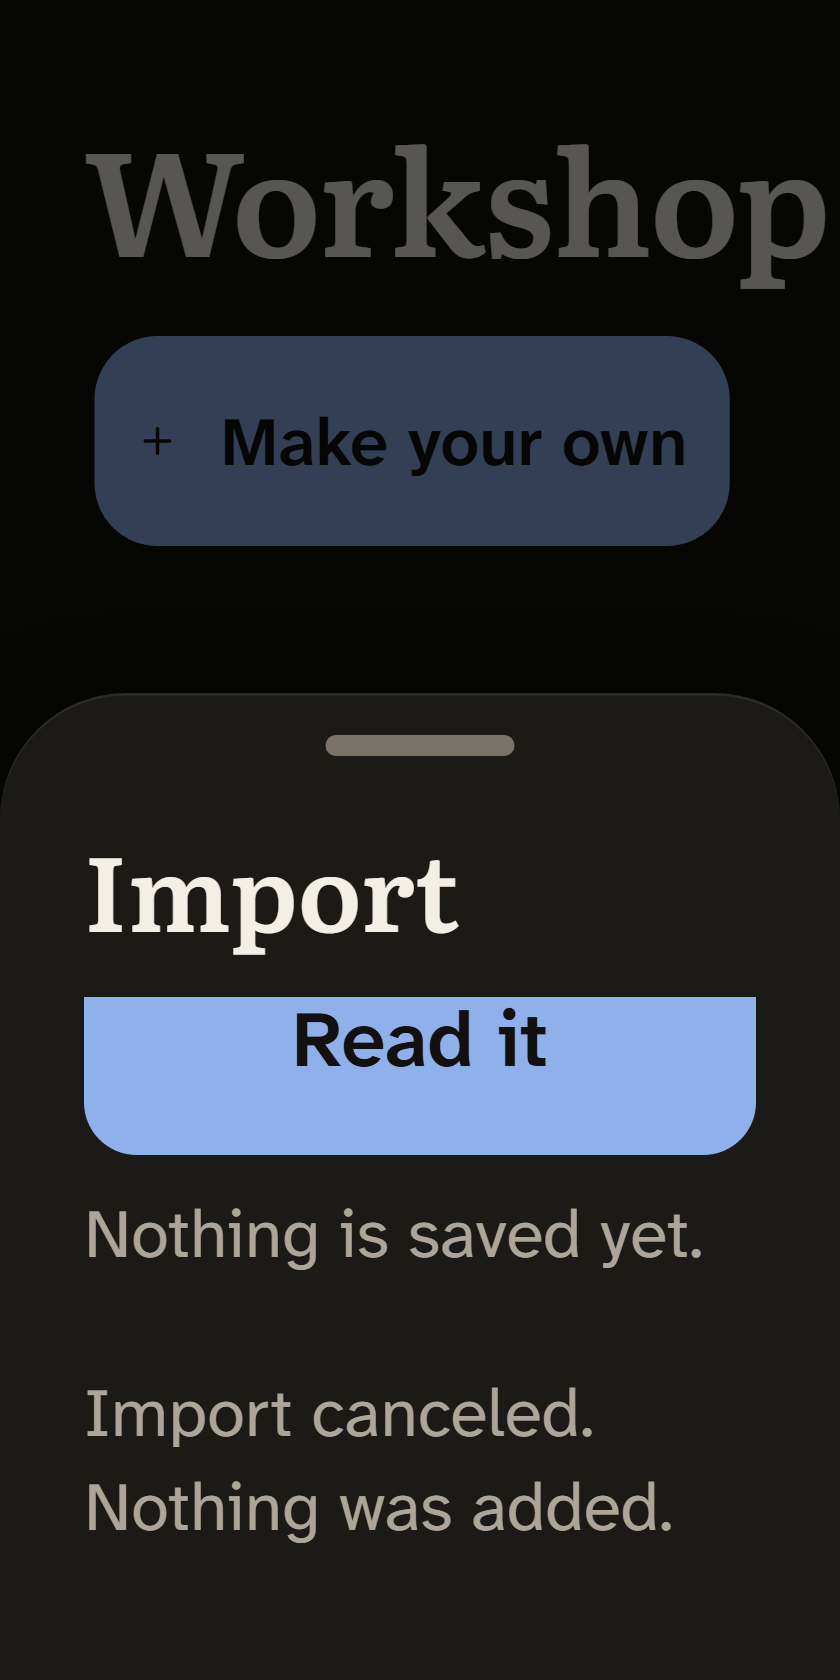 Workshop
+ Make your own
Import
Read it
Nothing is saved yet.
Import canceled.
Nothing was added.